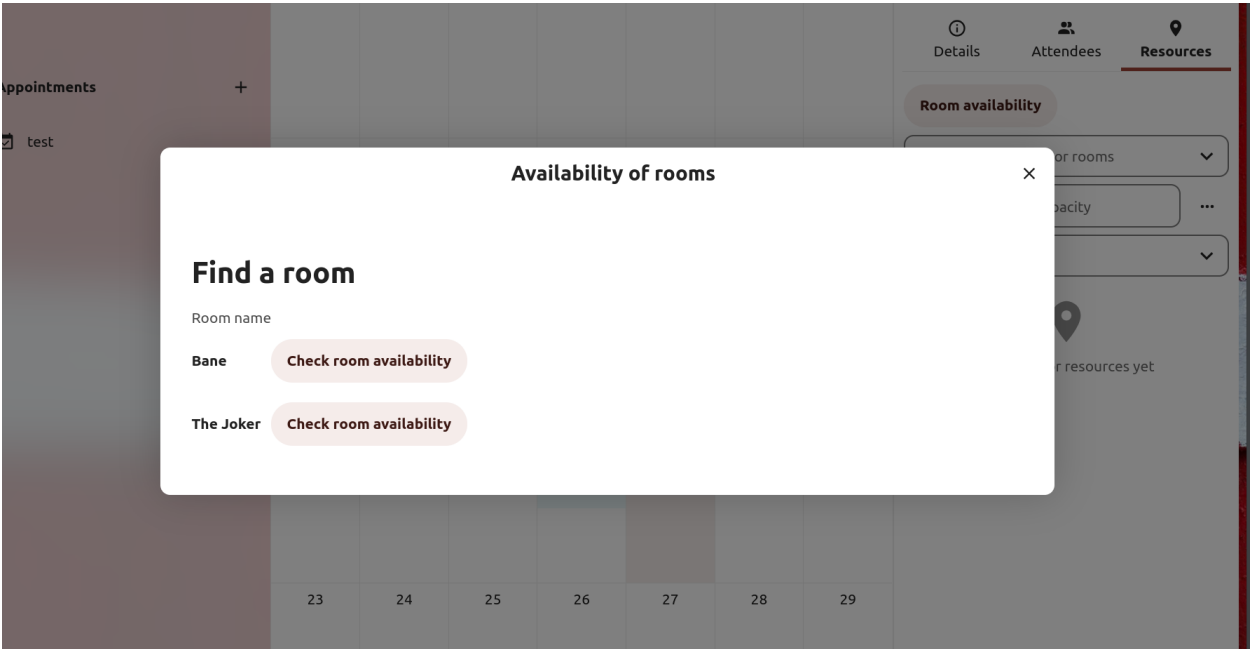 Details
Attendees
Resources
Appointments
Room availability
test
or rooms
Availability of rooms
Find a room
Room name
Bane Check room availability
The Joker Check room availability
resources yet
23 24 25 26 27 28 29